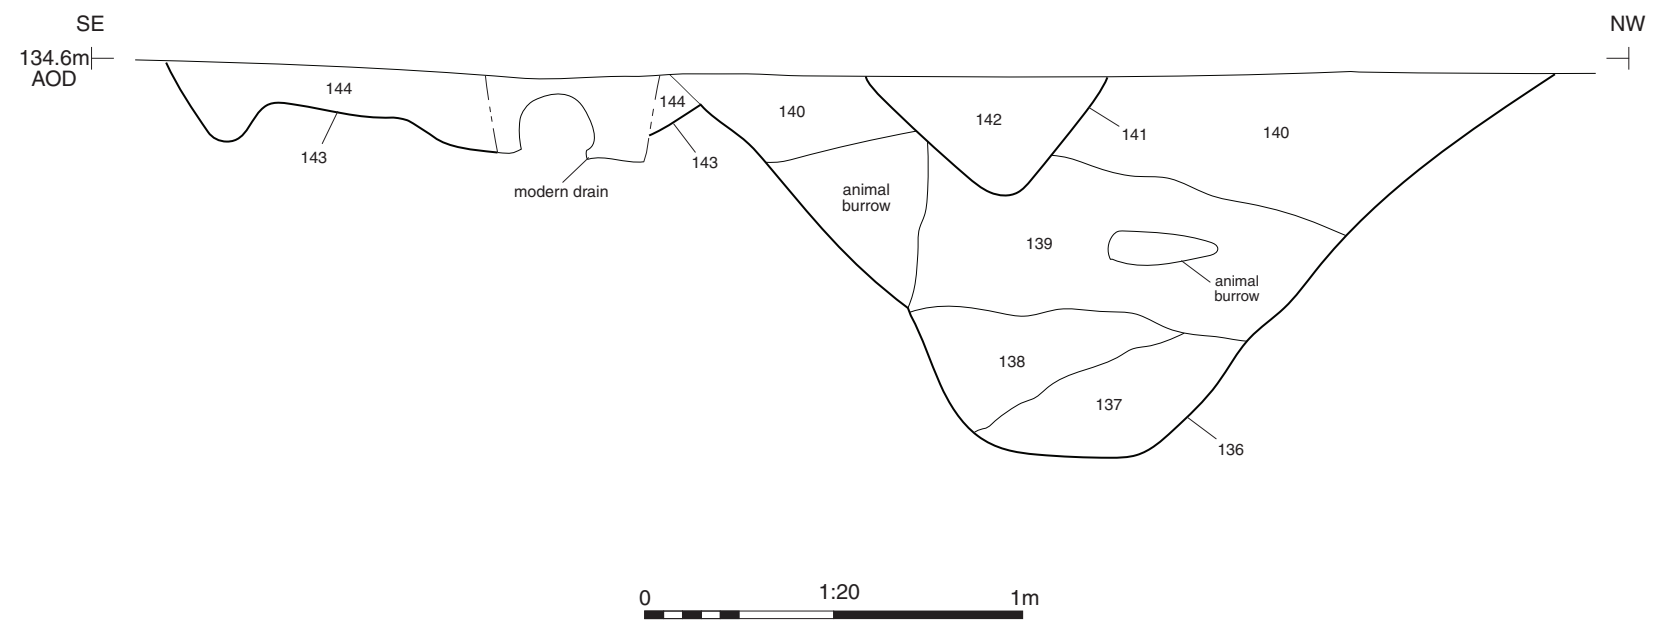 SE
NW
134.6m
AOD
144
144
140
142
141
140
143
143
modern drain
animal
burrow
139
animal
burrow
138
137
136
0
1:20
1m